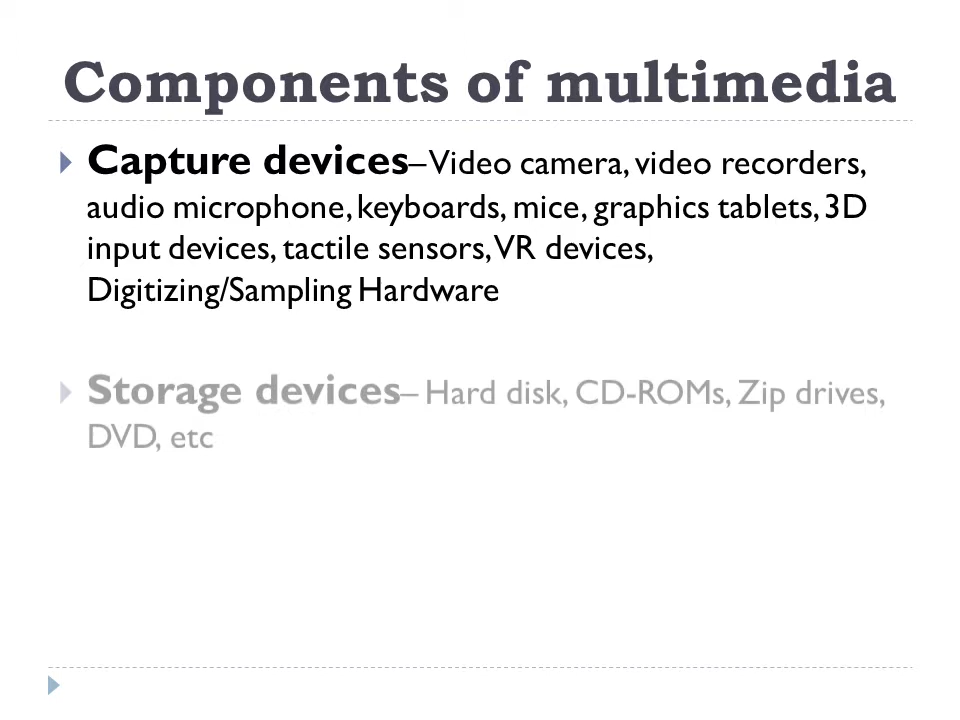 Components of multimedia
Capture devices– Video camera, video recorders,
audio microphone, keyboards, mice, graphics tablets, 3D
input devices, tactile sensors, VR devices,
Digitizing/Sampling Hardware
Storage devices– Hard disk, CD-ROMs, Zip drives,
DVD, etc